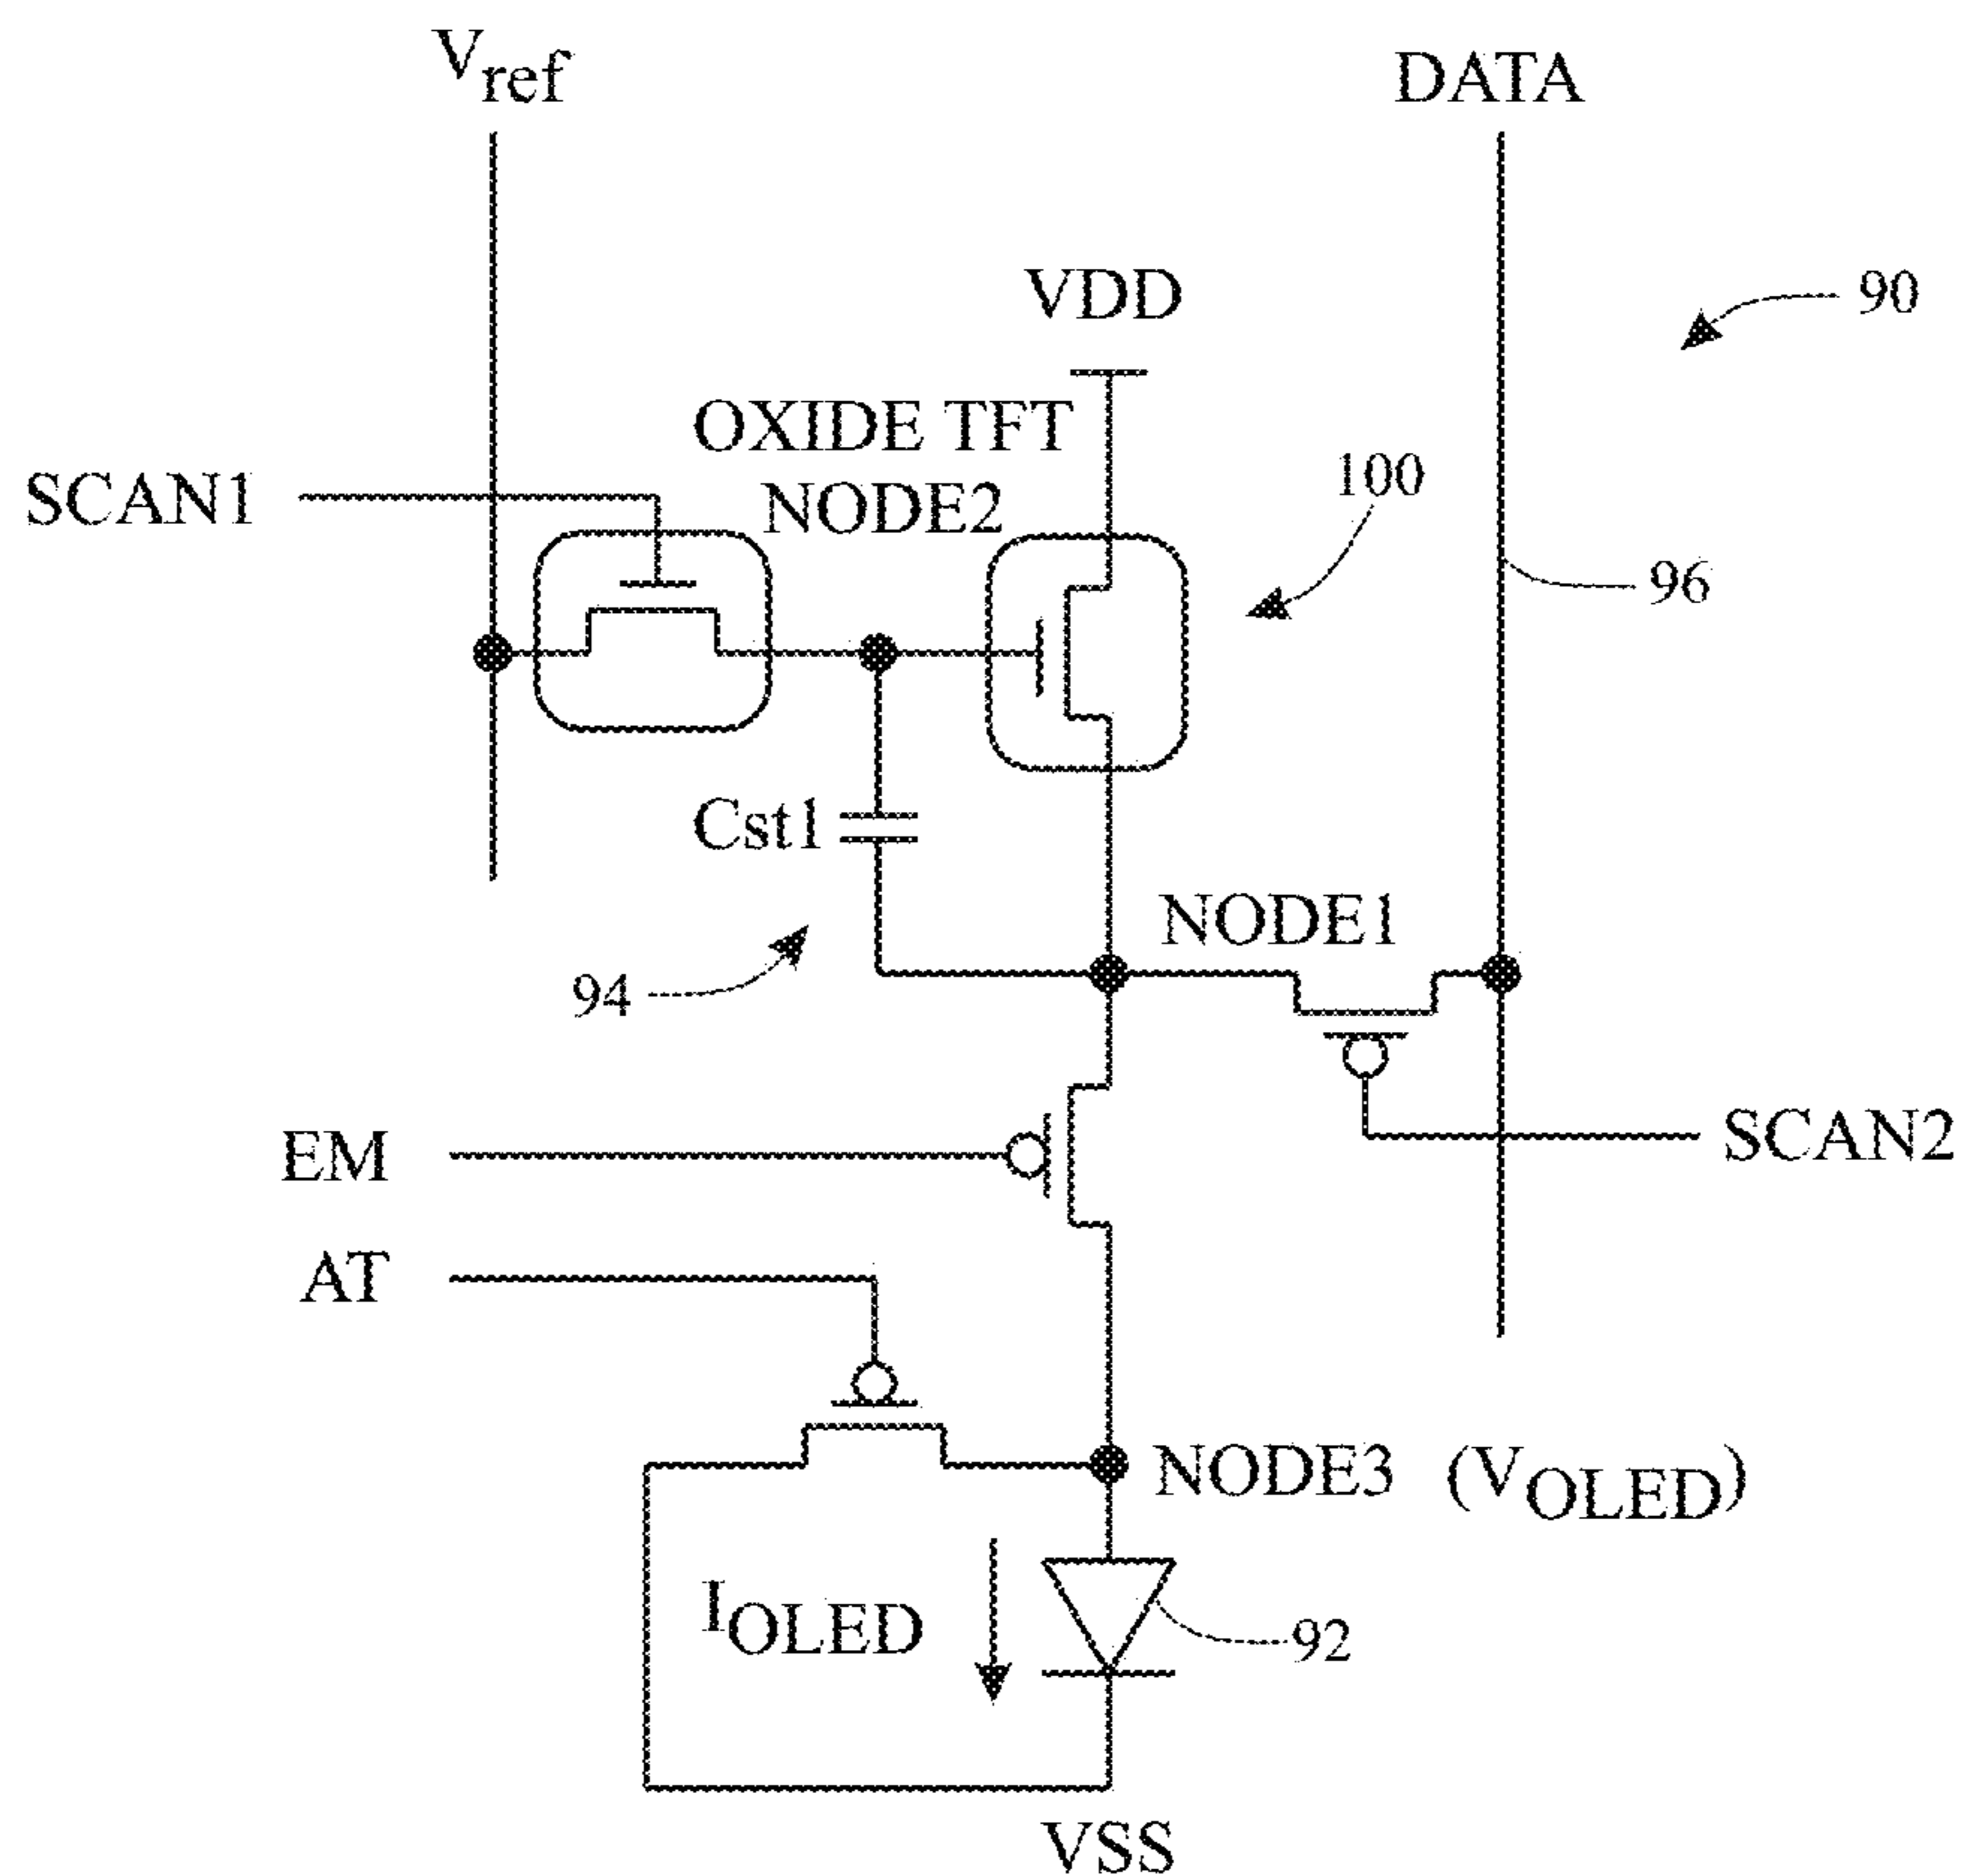 Vref
DATA
VDD
90
OXIDE TFT
NODE2
100
SCAN1
96
Cst1
NODE1
94
SCAN2
EM
AT
NODE3 (VOLED)
IOLED
92
VSS